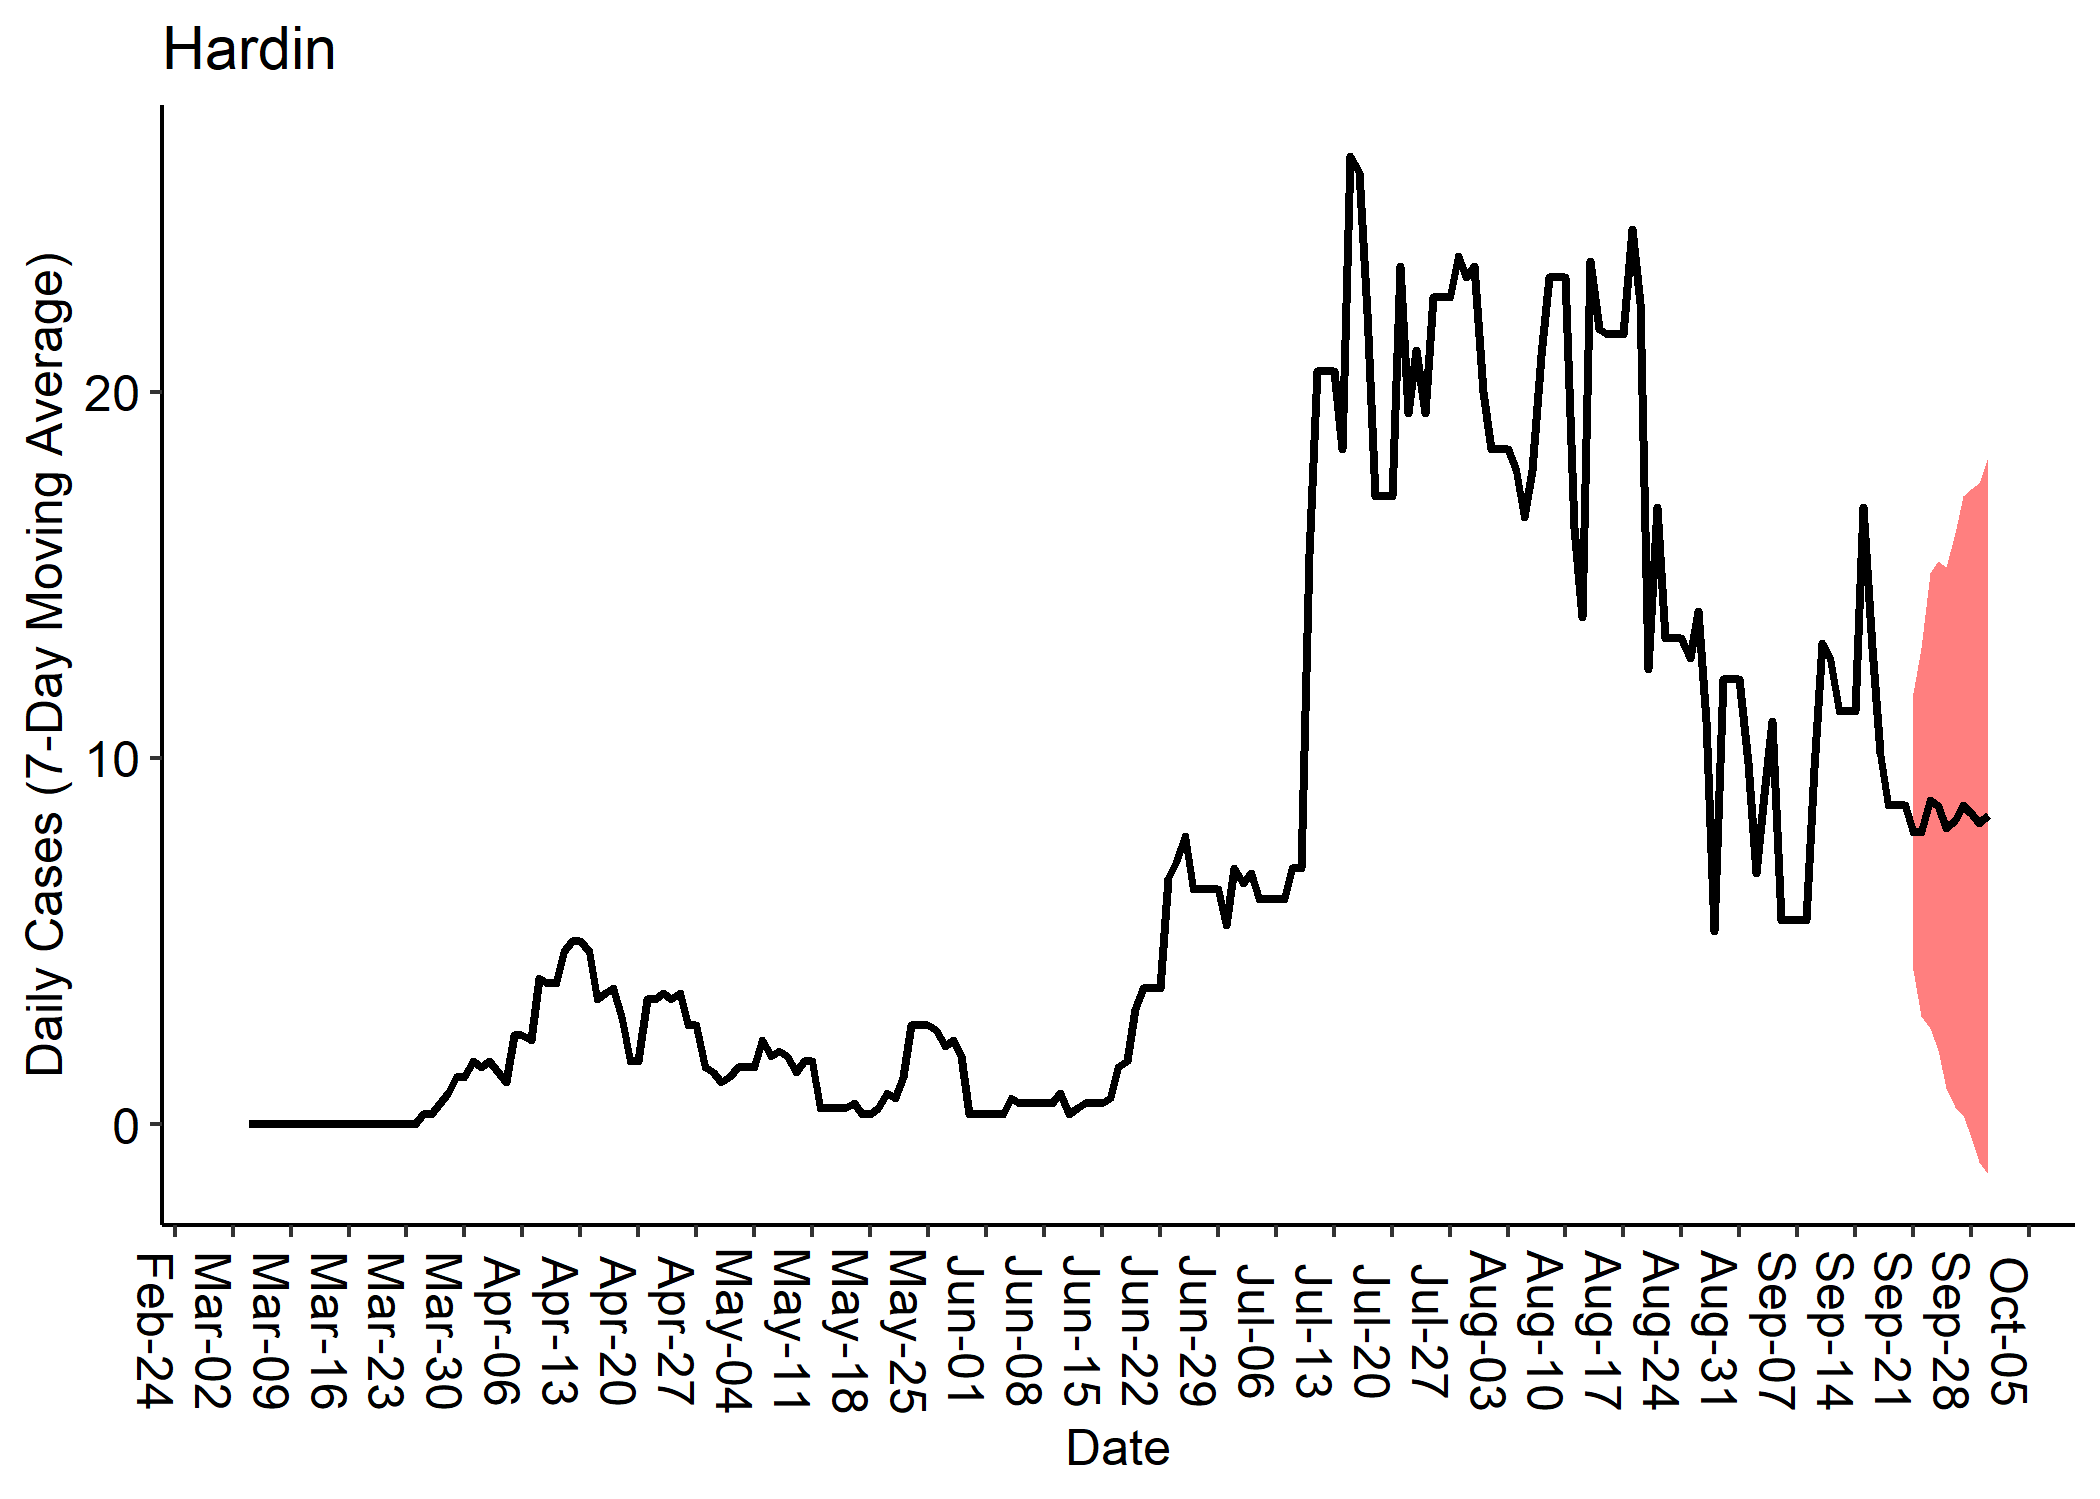 Hardin
Daily Cases (7-Day Moving Average)
20
10
0
Feb-24
Mar-02
Mar-09
Mar-16
Mar-23
Mar-30
Apr-06
Apr-13
Apr-20
Apr-27
May-04
May-11
May-18
May-25
Jun-01
Jun-08
Jun-15
Jun-22
Jun-29
Jul-06
Jul-13
Jul-20
Jul-27
Aug-03
Aug-10
Aug-17
Aug-24
Aug-31
Sep-07
Sep-14
Sep-21
Sep-28
Oct-05
Date